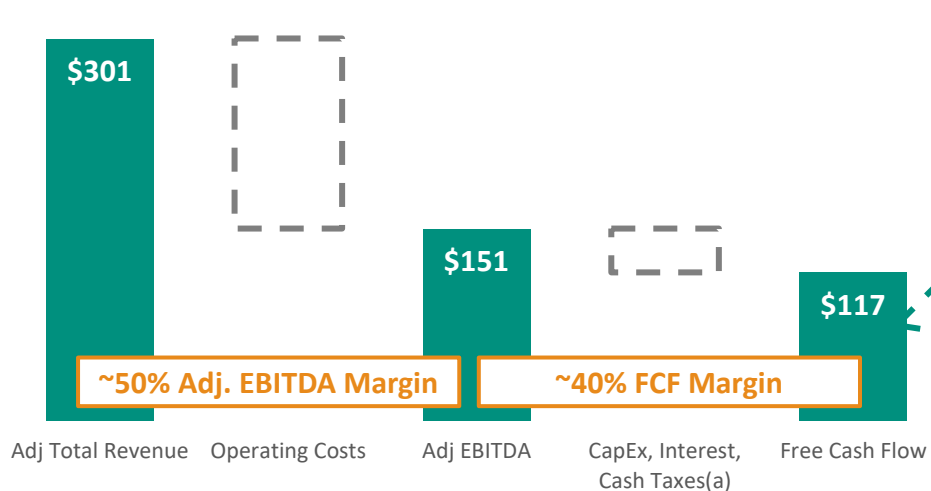 $301
$151
$117
~50% Adj. EBITDA Margin
~40% FCF Margin
Adj Total Revenue
Operating Costs
Adj EBITDA
CapEx, Interest,
Cash Taxes(a)
Free Cash Flow